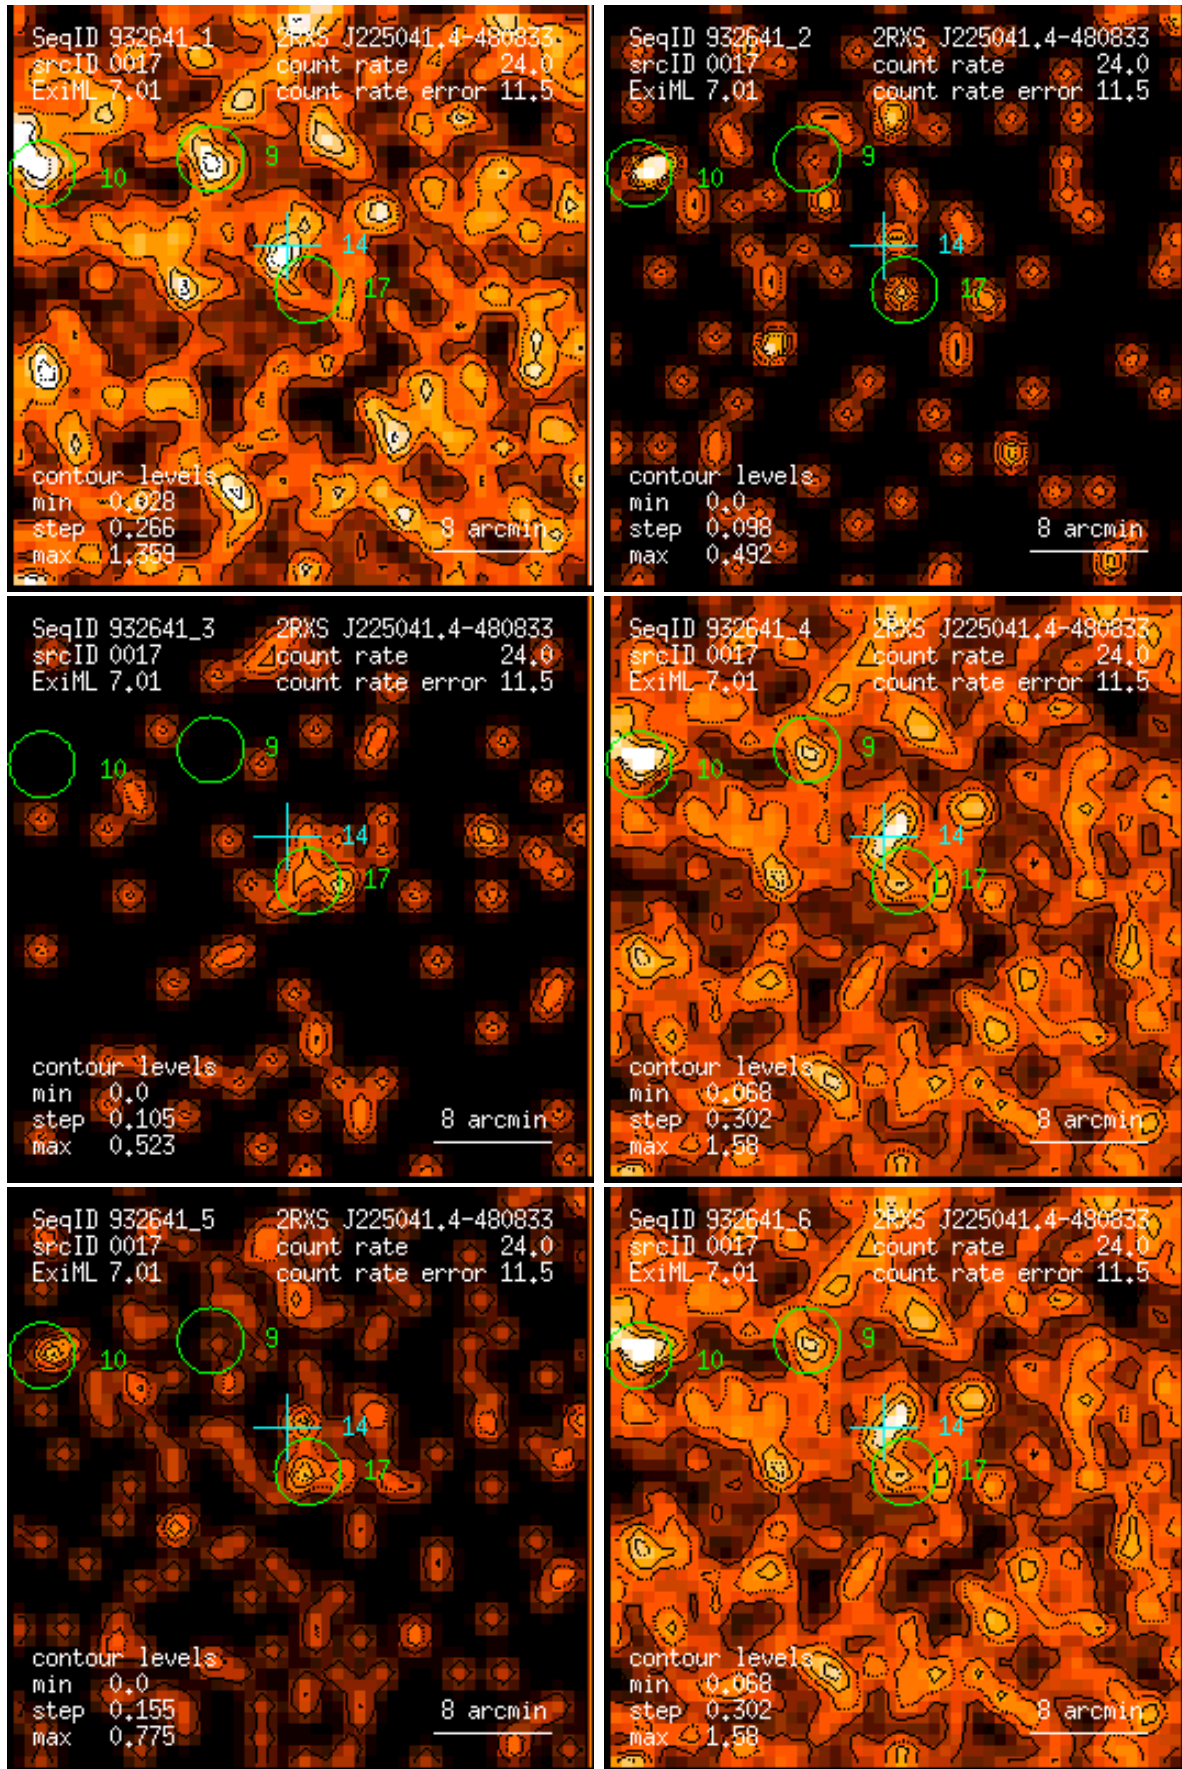 SeqID 932641_1 2RXS J225041.4-480833
srcID 0017 count rate 24.0
ExiML 7.01 count rate error 11.5
9
10
14
17
contour levels
min 0.028
step 0.266
max 1.359
8 arcmin
SeqID 932641_2 2RXS J225041.4-480833
srcID 0017 count rate 24.0
ExiML 7.01 count rate error 11.5
9
10
14
17
contour levels
min 0.0
step 0.098
max 0.492
8 arcmin
SeqID 932641_3 2RXS J225041.4-480833
srcID 0017 count rate 24.0
ExiML 7.01 count rate error 11.5
9
10
14
17
contour levels
min 0.0
step 0.105
max 0.523
8 arcmin
SeqID 932641_4 2RXS J225041.4-480833
srcID 0017 count rate 24.0
ExiML 7.01 count rate error 11.5
9
10
14
17
contour levels
min 0.068
step 0.302
max 1.58
8 arcmin
SeqID 932641_5 2RXS J225041.4-480833
srcID 0017 count rate 24.0
ExiML 7.01 count rate error 11.5
9
10
14
17
contour levels
min 0.0
step 0.155
max 0.775
8 arcmin
SeqID 932641_6 2RXS J225041.4-480833
srcID 0017 count rate 24.0
ExiML 7.01 count rate error 11.5
9
10
14
17
contour levels
min 0.068
step 0.302
max 1.58
8 arcmin